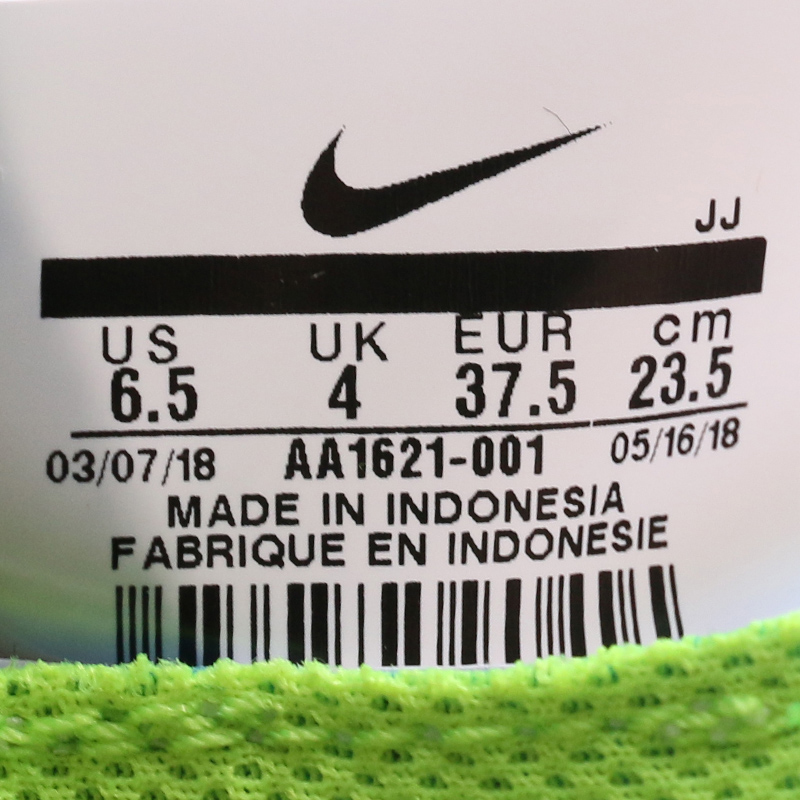 JJ
US UK EUR cm
6.5 4 37.5 23.5
03/07/18 AA1621-001 05/16/18
MADE IN INDONESIA
FABRIQUE EN INDONESIE